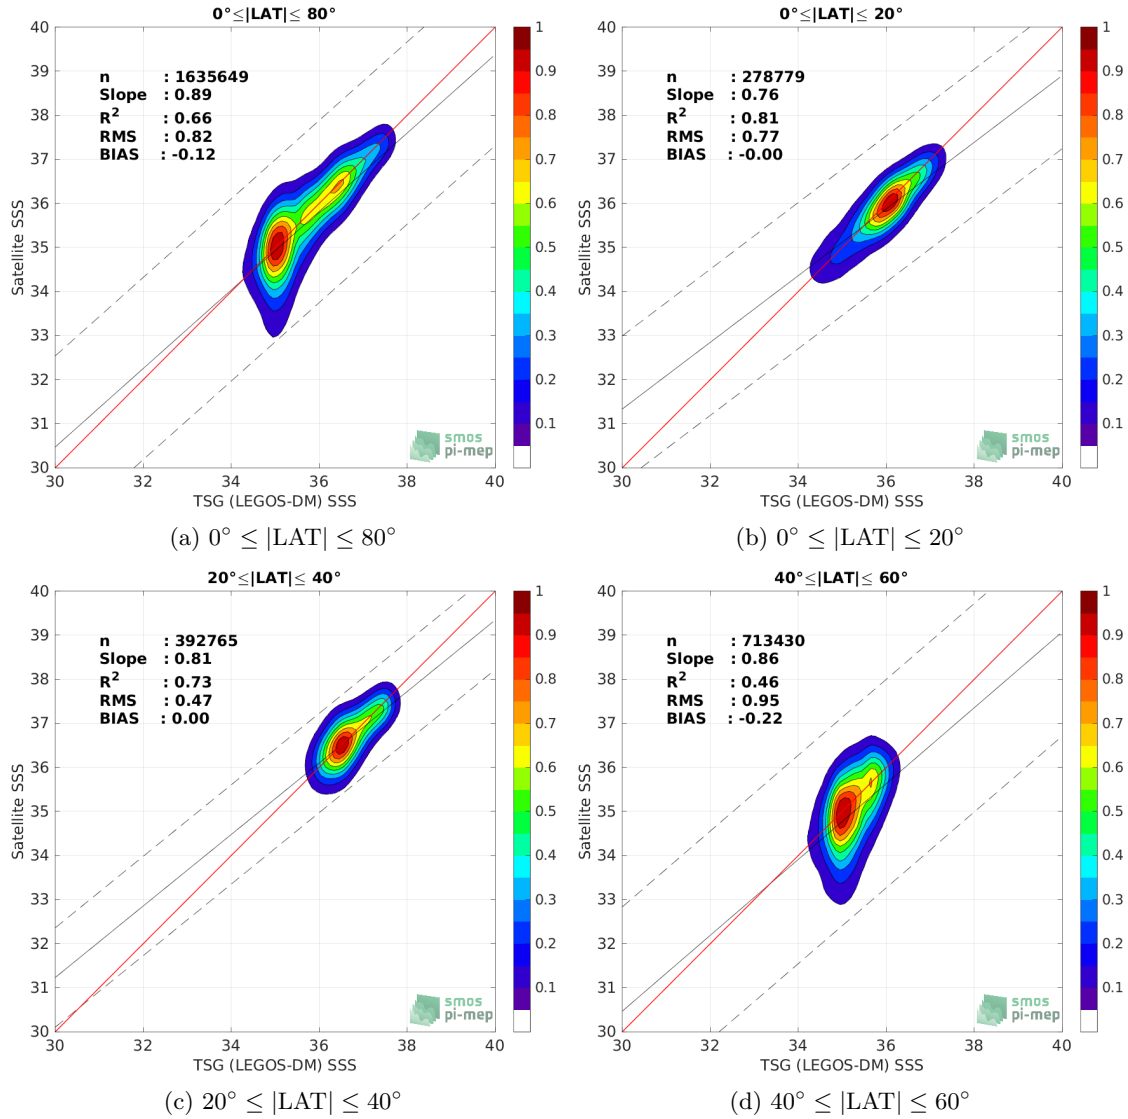 0°≤|LAT|≤ 80°
n : 1635649
Slope : 0.89
R² : 0.66
RMS : 0.82
BIAS : -0.12
Satellite SSS
40
39
38
37
36
35
34
33
32
31
30
30 32 34 36 38 40
TSG (LEGOS-DM) SSS
smos
pi-mep
1
0.9
0.8
0.7
0.6
0.5
0.4
0.3
0.2
0.1
(a) 0° ≤ |LAT| ≤ 80°
0°≤|LAT|≤ 20°
n : 278779
Slope : 0.76
R² : 0.81
RMS : 0.77
BIAS : -0.00
Satellite SSS
40
39
38
37
36
35
34
33
32
31
30
30 32 34 36 38 40
TSG (LEGOS-DM) SSS
smos
pi-mep
1
0.9
0.8
0.7
0.6
0.5
0.4
0.3
0.2
0.1
(b) 0° ≤ |LAT| ≤ 20°
20°≤|LAT|≤ 40°
n : 392765
Slope : 0.81
R² : 0.73
RMS : 0.47
BIAS : 0.00
Satellite SSS
40
39
38
37
36
35
34
33
32
31
30
30 32 34 36 38 40
TSG (LEGOS-DM) SSS
smos
pi-mep
1
0.9
0.8
0.7
0.6
0.5
0.4
0.3
0.2
0.1
(c) 20° ≤ |LAT| ≤ 40°
40°≤|LAT|≤ 60°
n : 713430
Slope : 0.86
R² : 0.46
RMS : 0.95
BIAS : -0.22
Satellite SSS
40
39
38
37
36
35
34
33
32
31
30
30 32 34 36 38 40
TSG (LEGOS-DM) SSS
smos
pi-mep
1
0.9
0.8
0.7
0.6
0.5
0.4
0.3
0.2
0.1
(d) 40° ≤ |LAT| ≤ 60°